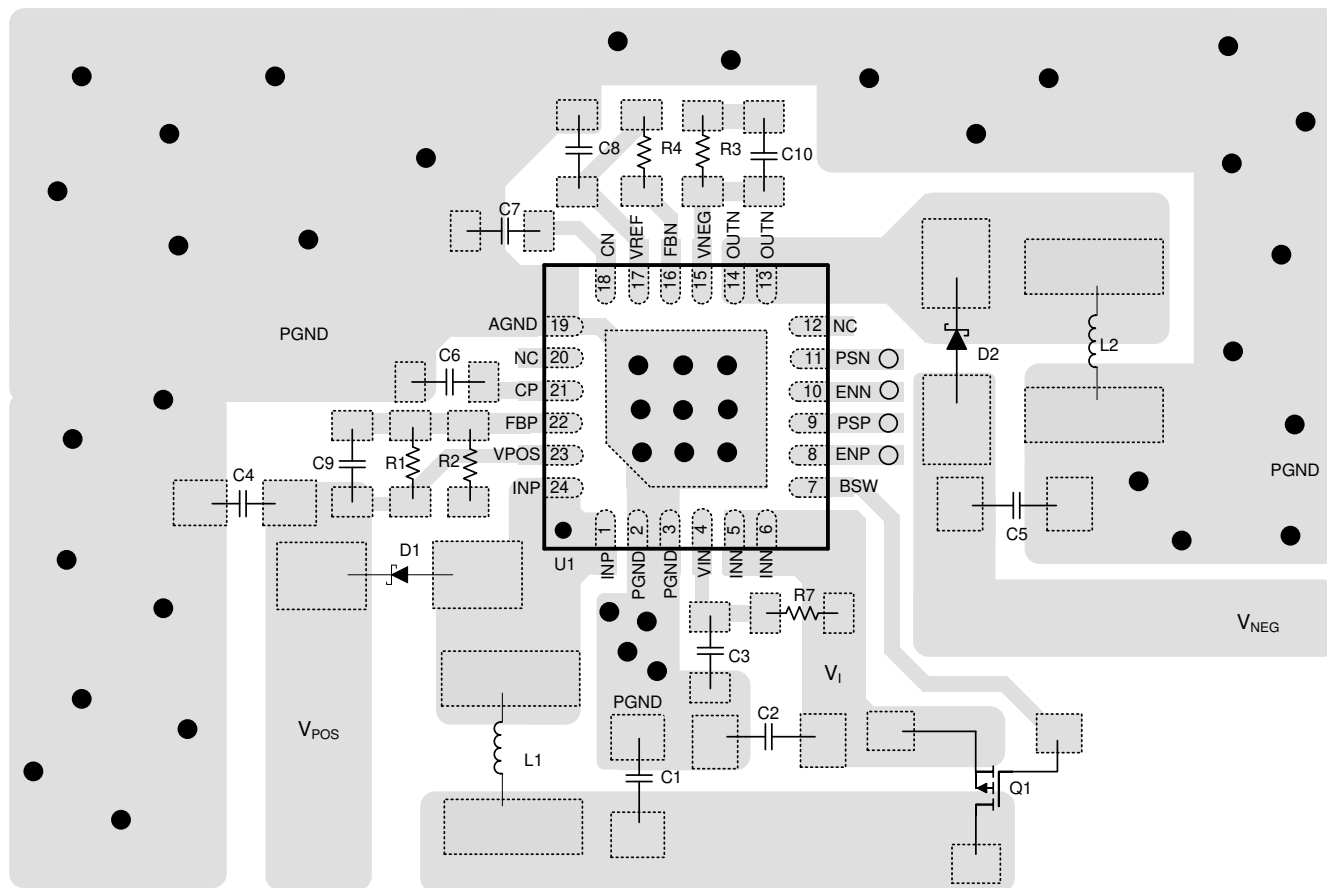 C8
R4
R3
C10
C7
CN
VREF
FBN
VNEG
OUTN
OUTN
18
17
16
15
14
13
PGND
AGND
19
12
NC
NC
20
11
PSN
D2
L2
C6
CP
21
10
ENN
FBP
22
9
PSP
C9
R1
R2
VPOS
23
8
ENP
PGND
C4
INP
24
7
BSW
C5
1
2
3
4
5
6
D1
U1
INP
PGND
PGND
VIN
INN
INN
R7
VNEG
C3
VI
PGND
C2
VPOS
L1
C1
Q1